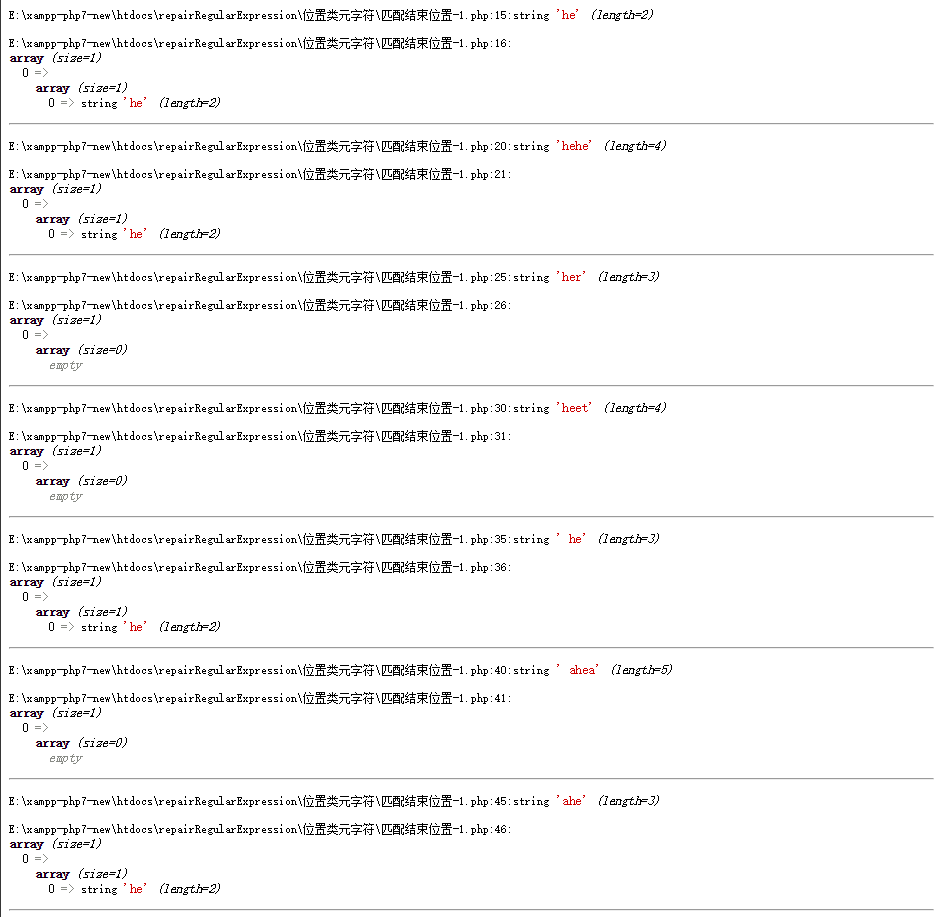 E:\xampp-php7-new\htdocs\repairRegularExpression\位置类元字符\匹配结束位置-1.php:15:string 'he' (length=2)
E:\xampp-php7-new\htdocs\repairRegularExpression\位置类元字符\匹配结束位置-1.php:16:
array (size=1)
0 =>
array (size=1)
0 => string 'he' (length=2)
E:\xampp-php7-new\htdocs\repairRegularExpression\位置类元字符\匹配结束位置-1.php:20:string 'hehe' (length=4)
E:\xampp-php7-new\htdocs\repairRegularExpression\位置类元字符\匹配结束位置-1.php:21:
array (size=1)
0 =>
array (size=1)
0 => string 'he' (length=2)
E:\xampp-php7-new\htdocs\repairRegularExpression\位置类元字符\匹配结束位置-1.php:25:string 'her' (length=3)
E:\xampp-php7-new\htdocs\repairRegularExpression\位置类元字符\匹配结束位置-1.php:26:
array (size=1)
0 =>
array (size=0)
empty
E:\xampp-php7-new\htdocs\repairRegularExpression\位置类元字符\匹配结束位置-1.php:30:string 'heet' (length=4)
E:\xampp-php7-new\htdocs\repairRegularExpression\位置类元字符\匹配结束位置-1.php:31:
array (size=1)
0 =>
array (size=0)
empty
E:\xampp-php7-new\htdocs\repairRegularExpression\位置类元字符\匹配结束位置-1.php:35:string ' he' (length=3)
E:\xampp-php7-new\htdocs\repairRegularExpression\位置类元字符\匹配结束位置-1.php:36:
array (size=1)
0 =>
array (size=1)
0 => string 'he' (length=2)
E:\xampp-php7-new\htdocs\repairRegularExpression\位置类元字符\匹配结束位置-1.php:40:string ' ahea' (length=5)
E:\xampp-php7-new\htdocs\repairRegularExpression\位置类元字符\匹配结束位置-1.php:41:
array (size=1)
0 =>
array (size=0)
empty
E:\xampp-php7-new\htdocs\repairRegularExpression\位置类元字符\匹配结束位置-1.php:45:string 'ahe' (length=3)
E:\xampp-php7-new\htdocs\repairRegularExpression\位置类元字符\匹配结束位置-1.php:46:
array (size=1)
0 =>
array (size=1)
0 => string 'he' (length=2)